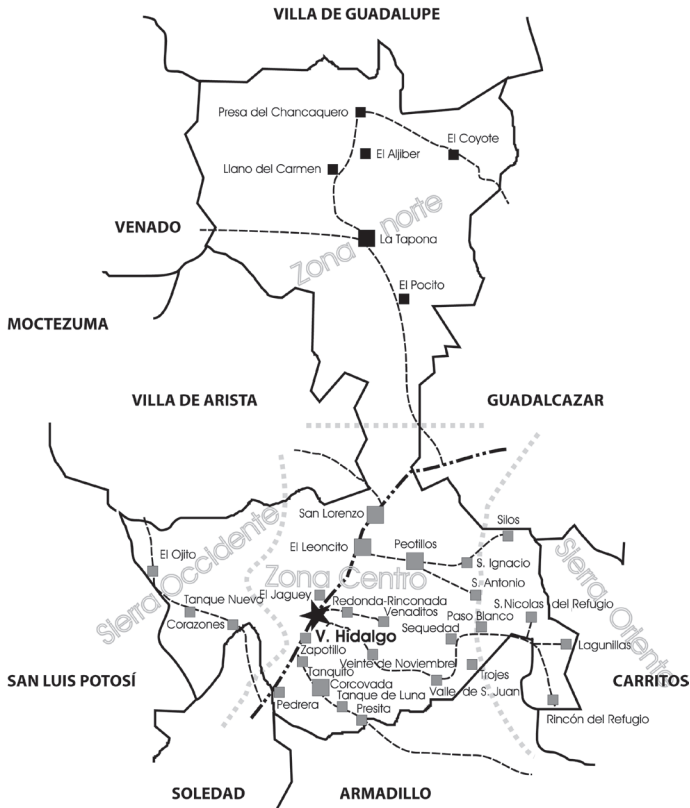 VILLA DE GUADALUPE
Presa del Chancaquero
El Coyote
El Aljiber
Llano del Carmen
VENADO
Zona norte
La Tapona
El Pocito
MOCTEZUMA
VILLA DE ARISTA
GUADALCAZAR
San Lorenzo
Silos
El Leoncito
Peotillos
El Ojito
S. Ignacio
Sierra Occidente
Zona Centro
Sierra Oriente
S. Antonio
El Jaguey
Tanque Nuevo
Redonda-Rinconada
S. Nicolas del Refugio
Venaditos
Paso Blanco
Corazones
V. Hidalgo
Sequedad
Zapotillo
Lagunillas
Veinte de Noviembre
Tanquito
Trojes
SAN LUIS POTOSÍ
CARRITOS
Corcovada
Valle de S. Juan
Tanque de Luna
Pedrera
Presita
Rincón del Refugio
SOLEDAD
ARMADILLO